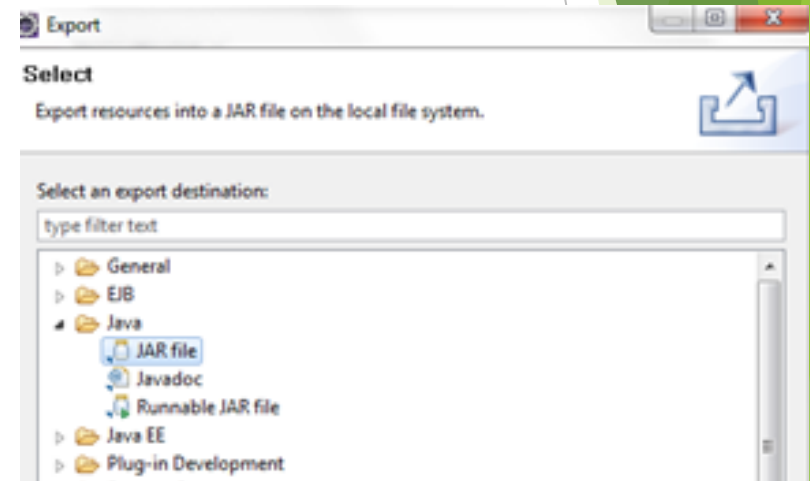 Export
Select
Export resources into a JAR file on the local file system.
Select an export destination:
type filter text
General
EJB
Java
JAR file
Javadoc
Runnable JAR file
Java EE
Plug-in Development